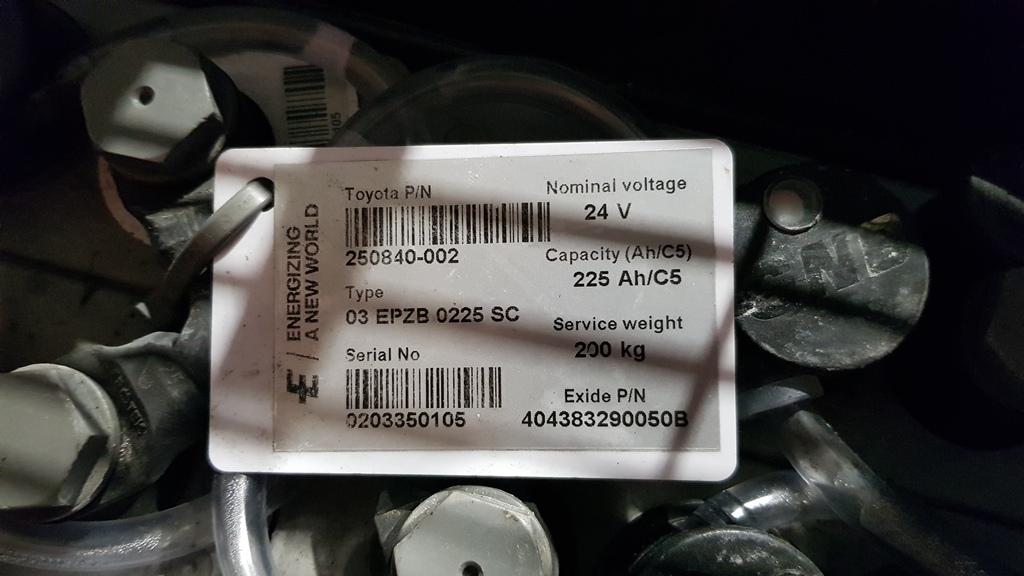 ENERGIZING
A NEW WORLD
Toyota P/N
250840-002
Type
03 EPZB 0225 SC
Serial No
0203350105
Nominal voltage
24 V
Capacity (Ah/C5)
225 Ah/C5
Service weight
200 kg
Exide P/N
404383290050B
105